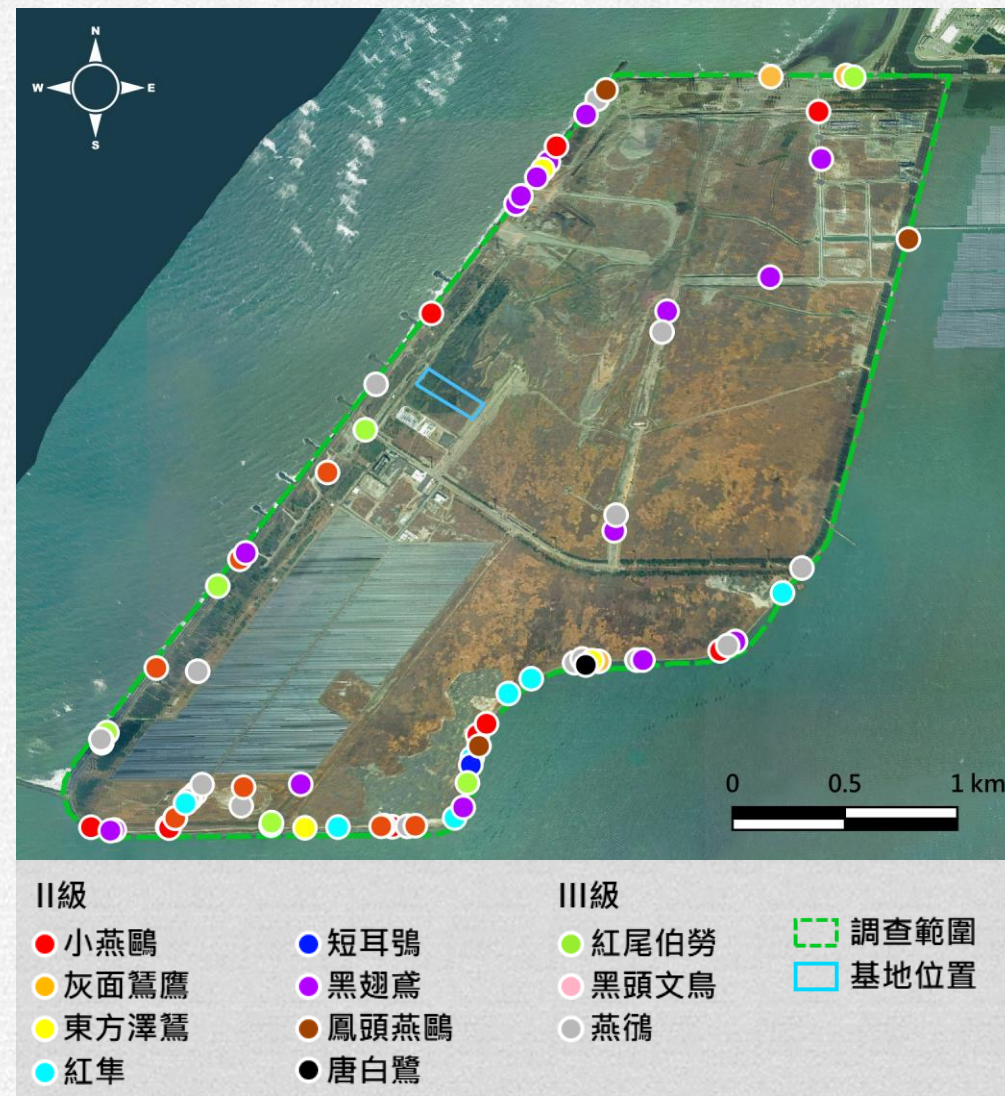 N
W E
S
0 0.5 1 km
II級
小燕鷗
灰面鵟鷹
東方澤鵟
紅隼
短耳鴞
黑翅鳶
鳳頭燕鷗
唐白鷺
III級
紅尾伯勞
黑頭文鳥
燕鴴
調查範圍
基地位置